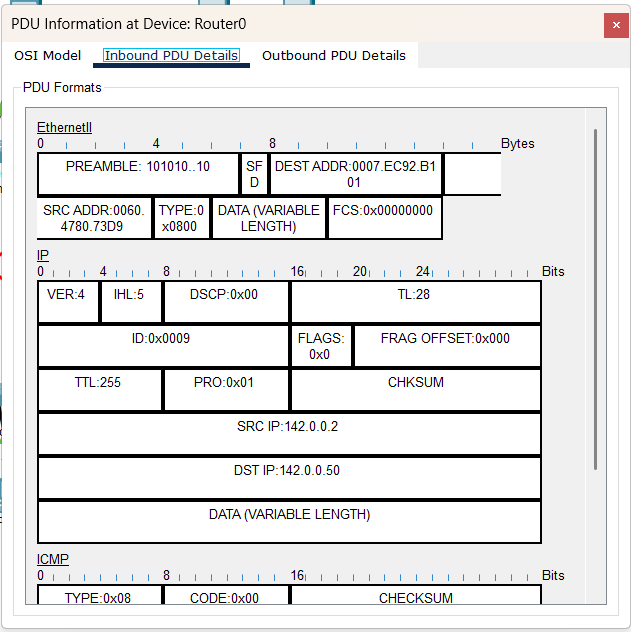 PDU Information at Device: Router0
×
OSI Model Inbound PDU Details Outbound PDU Details
PDU Formats
EthernetII
0 4 8 Bytes
PREAMBLE: 101010..10 SF DEST ADDR:0007.EC92.B1
D 01
SRC ADDR:0060. TYPE:0 DATA (VARIABLE FCS:0x00000000
4780.73D9 x0800 LENGTH)
IP
0 4 8 16 20 24 Bits
VER:4 IHL:5 DSCP:0x00 TL:28
ID:0x0009 FLAGS: FRAG OFFSET:0x000
0x0
TTL:255 PRO:0x01 CHKSUM
SRC IP:142.0.0.2
DST IP:142.0.0.50
DATA (VARIABLE LENGTH)
ICMP
0 8 16 Bits
TYPE:0x08 CODE:0x00 CHECKSUM